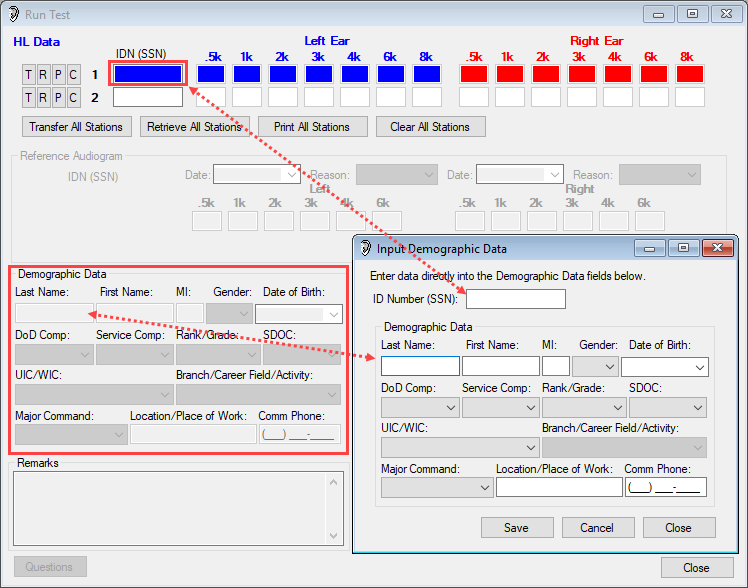 Run Test
HL Data
Left Ear
Right Ear
IDN (SSN)
.5k 1k 2k 3k 4k 6k 8k .5k 1k 2k 3k 4k 6k 8k
T R P C 1
T R P C 2
Transfer All Stations Retrieve All Stations Print All Stations Clear All Stations
Reference Audiogram
IDN (SSN) Date: Reason: Date: Reason:
Left Right
.5k 1k 2k 3k 4k 6k .5k 1k 2k 3k 4k 6k
Demographic Data
Last Name: First Name: MI: Gender: Date of Birth:
DoD Comp: Service Comp: Rank/Grade: SDOC:
UIC/WIC: Branch/Career Field/Activity:
Major Command: Location/Place of Work: Comm Phone:
(___) ___-____
Remarks
Questions
Input Demographic Data
Enter data directly into the Demographic Data fields below.
ID Number (SSN):
Demographic Data
Last Name: First Name: MI: Gender: Date of Birth:
DoD Comp: Service Comp: Rank/Grade: SDOC:
UIC/WIC: Branch/Career Field/Activity:
Major Command: Location/Place of Work: Comm Phone:
(___) ___-____
Save Cancel Close
Close